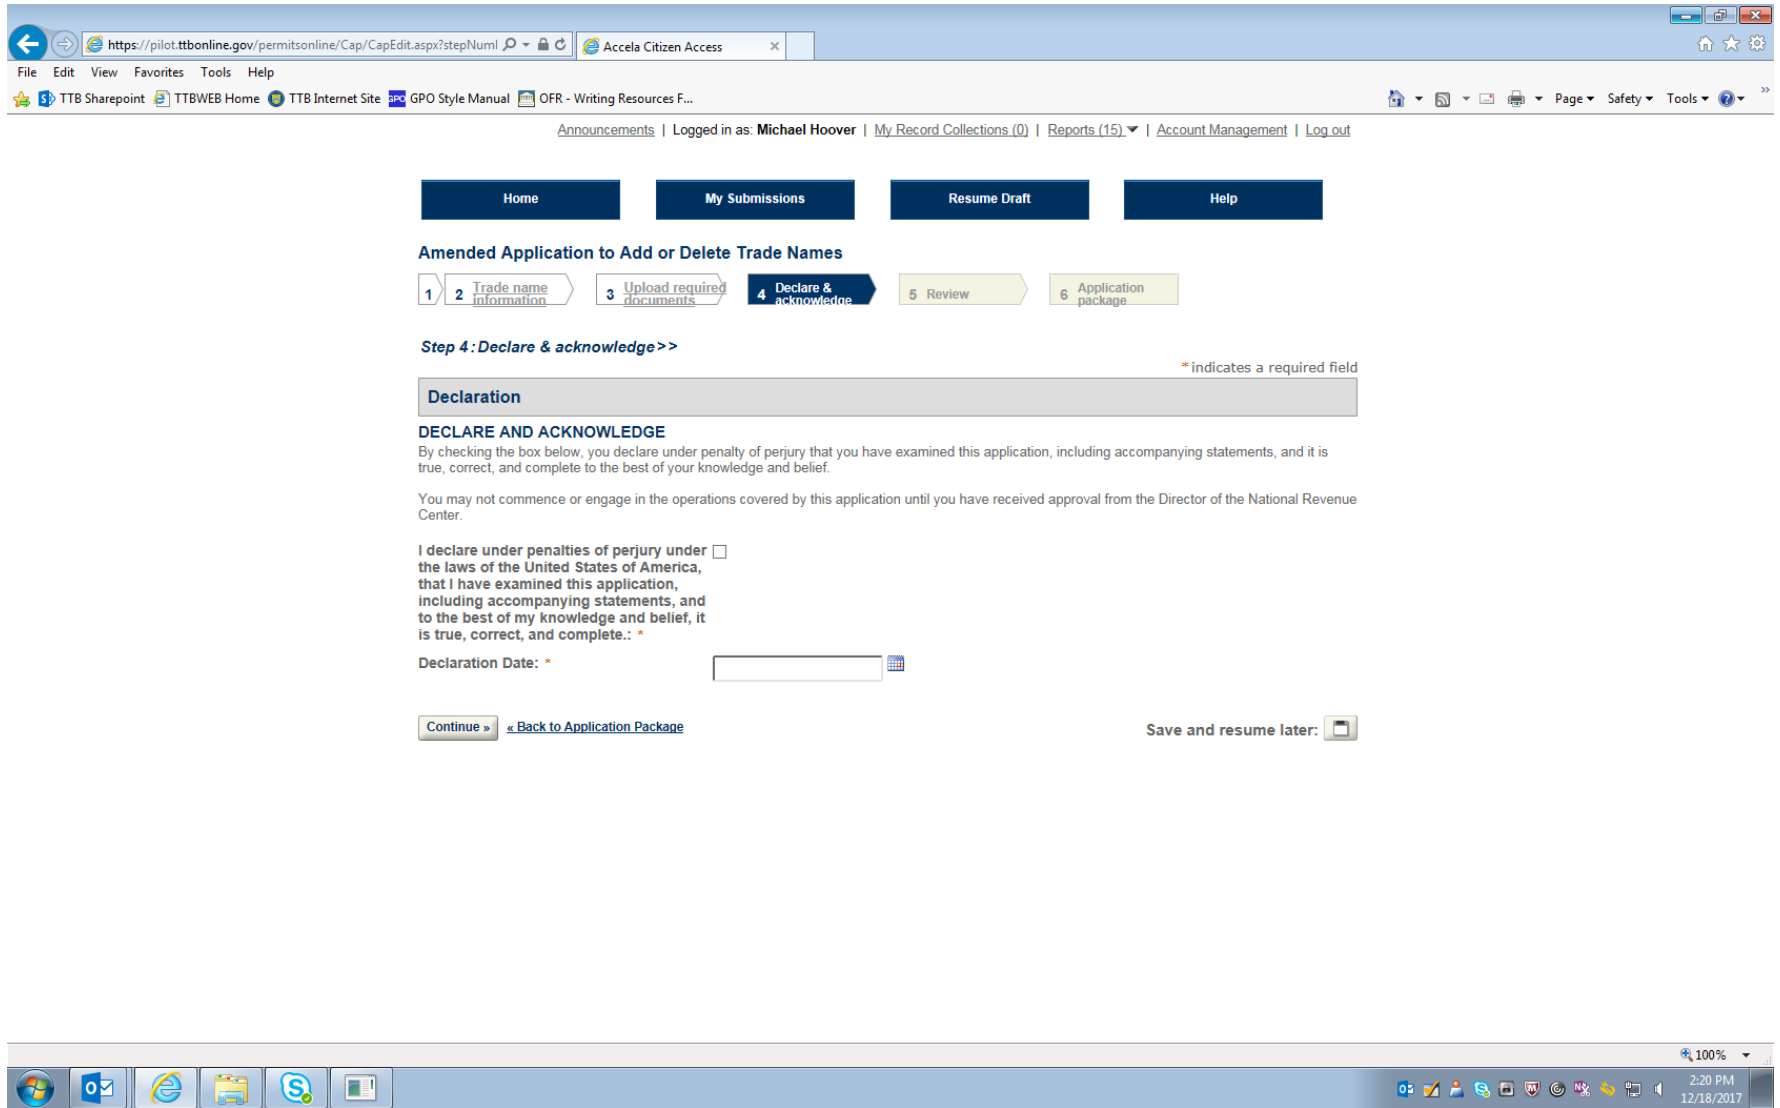 https://pilot.ttbonline.gov/permitsonline/Cap/CapEdit.aspx?stepNuml
Accela Citizen Access
File Edit View Favorites Tools Help
TTB Sharepoint TTBWEB Home TTB Internet Site GPO GPO Style Manual OFR - Writing Resources F...
Page Safety Tools
Announcements | Logged in as: Michael Hoover | My Record Collections (0) | Reports (15) | Account Management | Log out
Home My Submissions Resume Draft Help
Amended Application to Add or Delete Trade Names
1
2 Trade name
information
3 Upload required
documents
4 Declare &
acknowledge
5 Review
6 Application
package
Step 4: Declare & acknowledge>>
* indicates a required field
Declaration
DECLARE AND ACKNOWLEDGE
By checking the box below, you declare under penalty of perjury that you have examined this application, including accompanying statements, and it is
true, correct, and complete to the best of your knowledge and belief.
You may not commence or engage in the operations covered by this application until you have received approval from the Director of the National Revenue
Center.
I declare under penalties of perjury under
the laws of the United States of America,
that I have examined this application,
including accompanying statements, and
to the best of my knowledge and belief, it
is true, correct, and complete.: *
Declaration Date: *
Continue » « Back to Application Package
Save and resume later:
100%
2:20 PM
12/18/2017